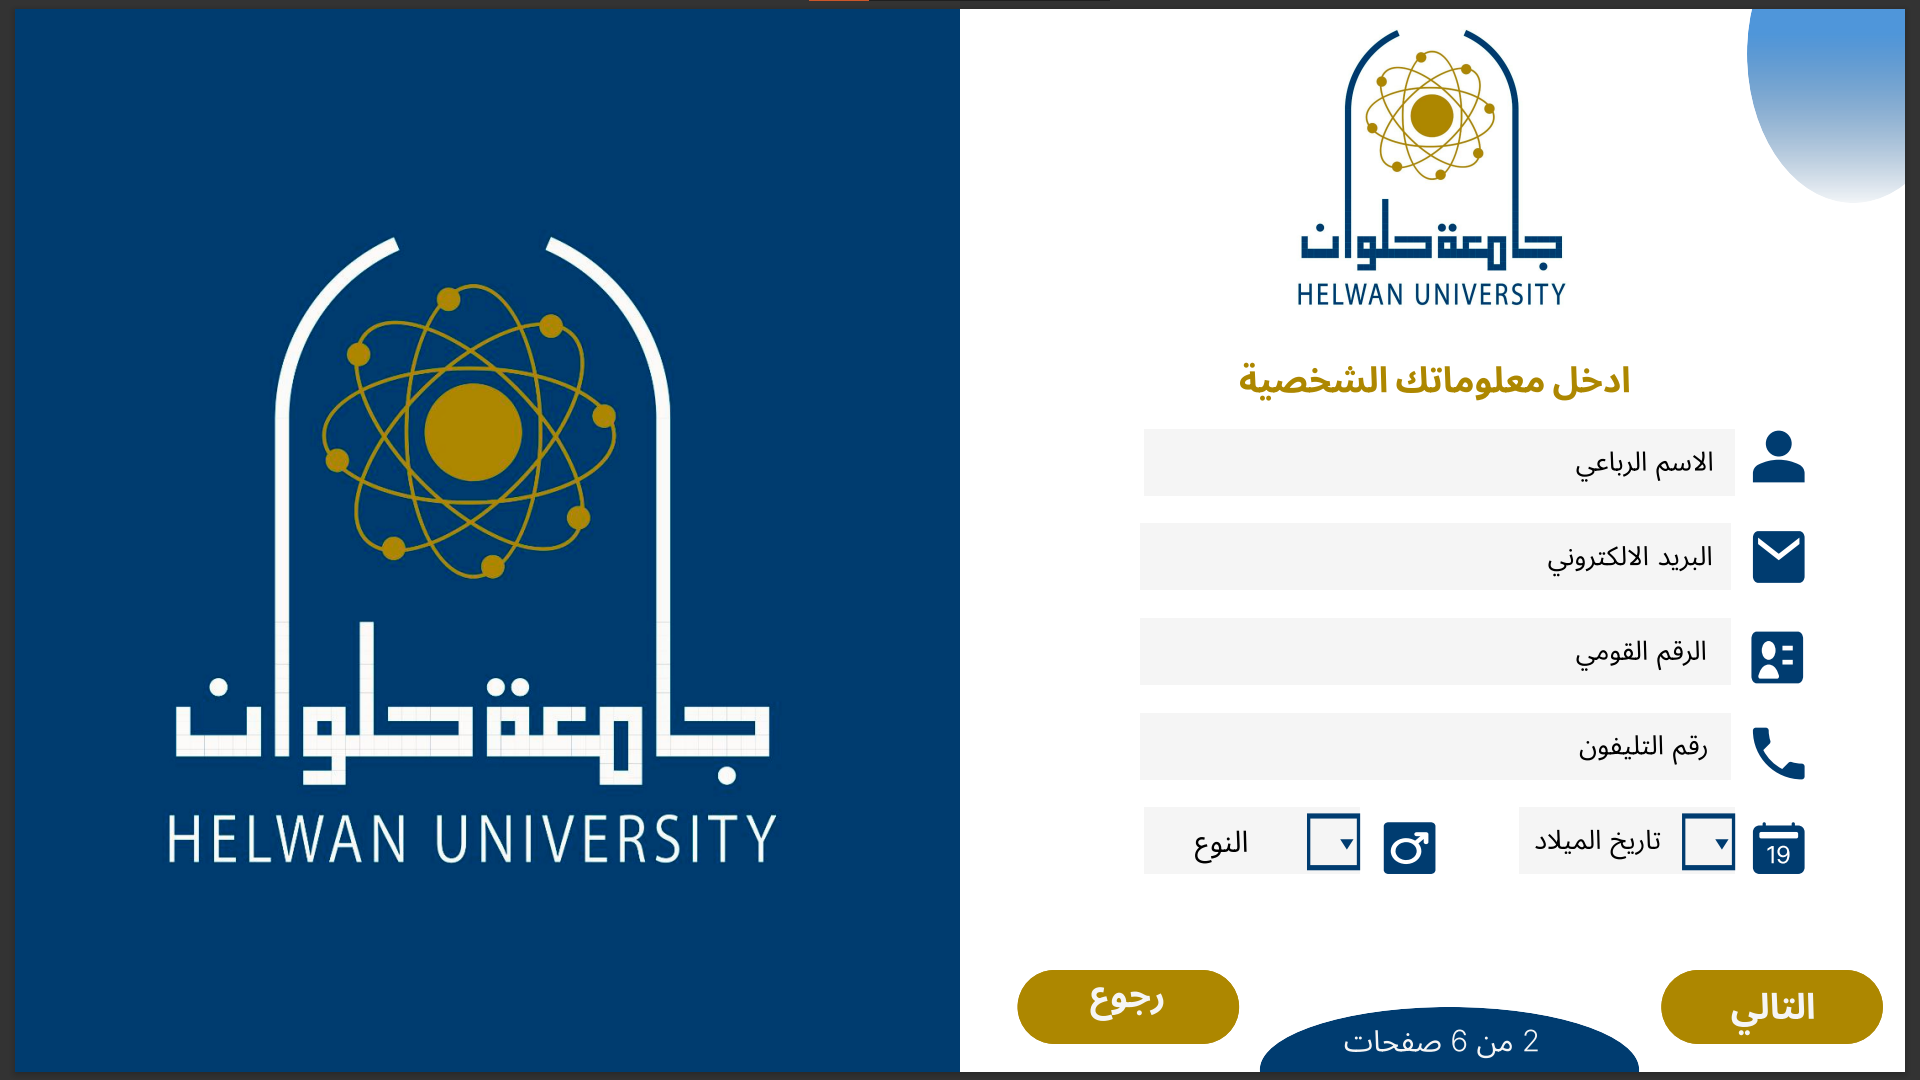 جامعة حلوان
HELWAN UNIVERSITY
جامعة حلوان
HELWAN UNIVERSITY
ادخل معلوماتك الشخصية
الاسم الرباعي
البريد الالكتروني
الرقم القومي
رقم التليفون
19
تاريخ الميلاد
النوع
التالي
رجوع
2 من 6 صفحات